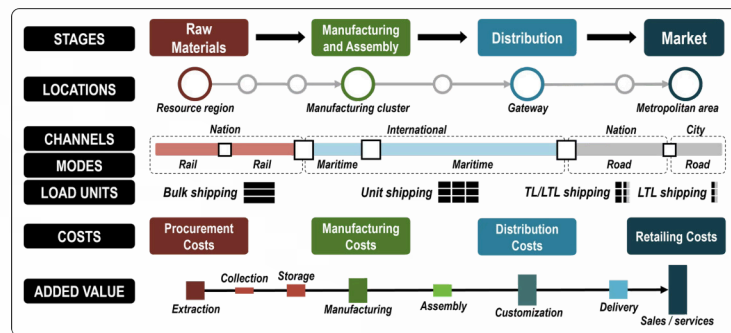 STAGES
Raw
Materials
Manufacturing
and Assembly
Distribution
Market
LOCATIONS
Resource region
Manufacturing cluster
Gateway
Metropolitan area
CHANNELS
Nation
International
Nation
City
MODES
Rail
Rail
Maritime
Maritime
Road
Road
LOAD UNITS
Bulk shipping
Unit shipping
TL/LTL shipping
LTL shipping
COSTS
Procurement
Costs
Manufacturing
Costs
Distribution
Costs
Retailing Costs
ADDED VALUE
Extraction
Collection
Storage
Manufacturing
Assembly
Customization
Delivery
Sales / services